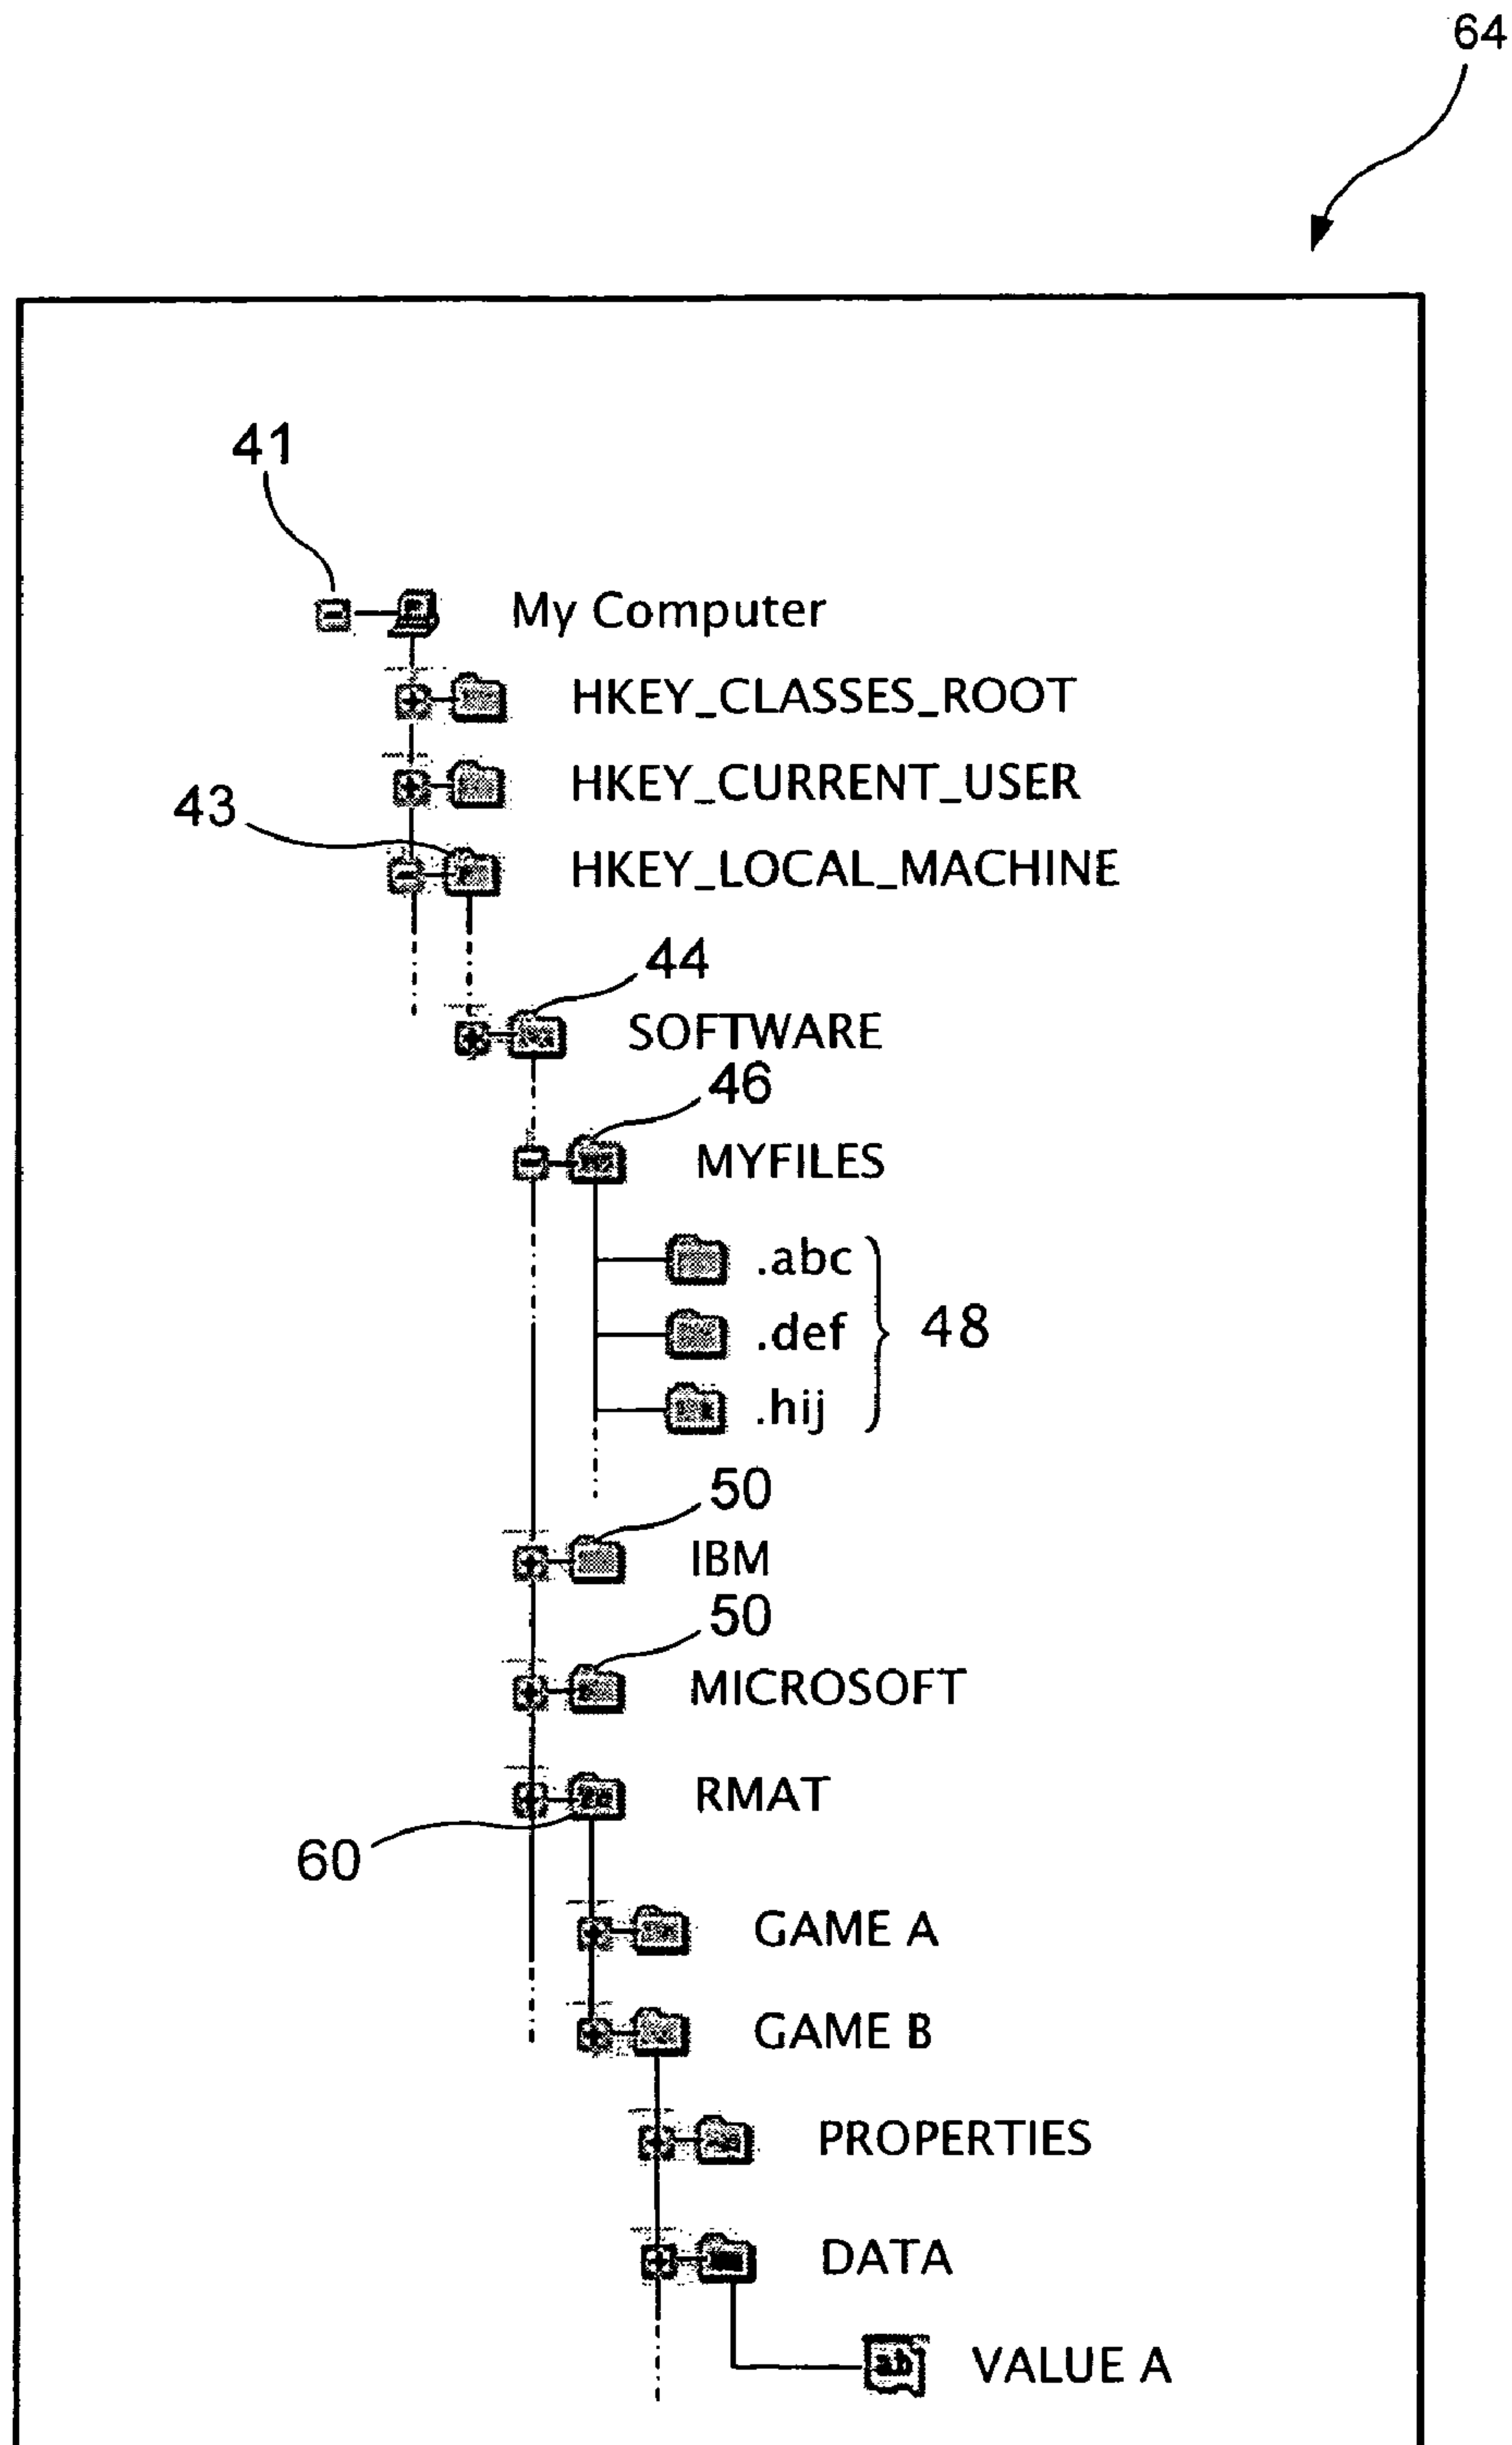 64
41
My Computer
HKEY_CLASSES_ROOT
HKEY_CURRENT_USER
43
HKEY_LOCAL_MACHINE
44
SOFTWARE
46
MYFILES
.abc
.def
48
.hij
50
IBM
50
MICROSOFT
RMAT
60
GAME A
GAME B
PROPERTIES
DATA
ab
VALUE A